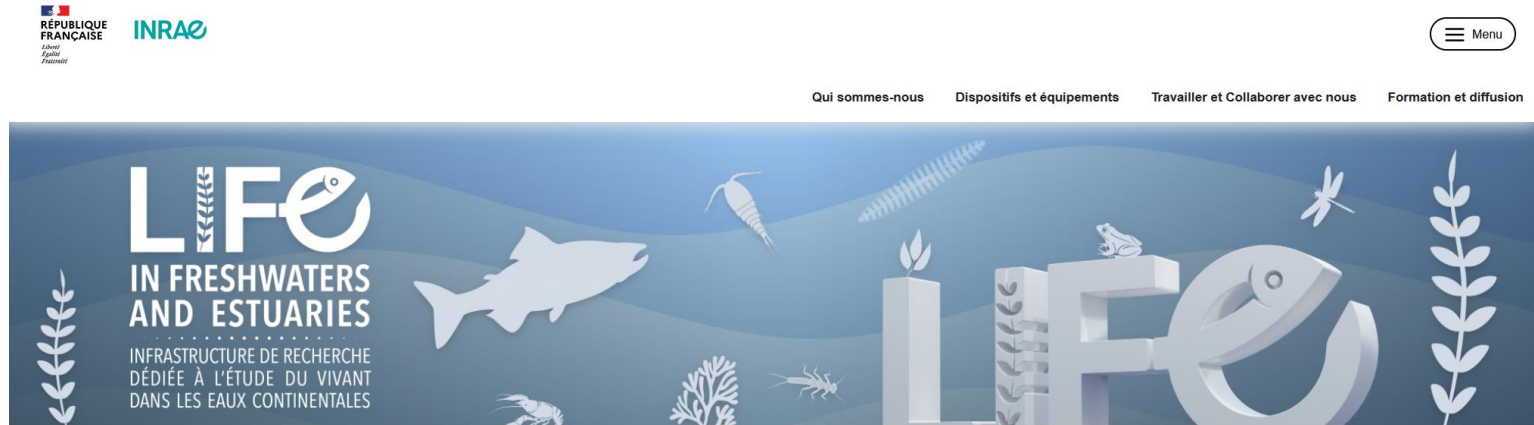 RÉPUBLIQUE
FRANÇAISE
Liberté
Égalité
Fraternité
INRAE
Menu
Qui sommes-nous
Dispositifs et équipements
Travailler et Collaborer avec nous
Formation et diffusion
LIFe
IN FRESHWATERS
AND ESTUARIES
INFRASTRUCTURE DE RECHERCHE
DÉDIÉE À L'ÉTUDE DU VIVANT
DANS LES EAUX CONTINENTALES
LIFe